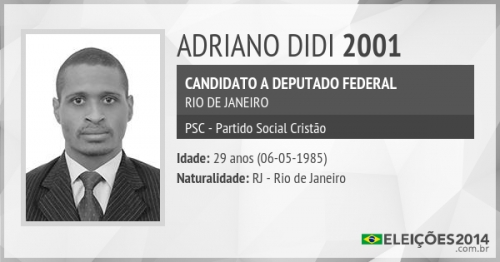 ADRIANO DIDI 2001
CANDIDATO A DEPUTADO FEDERAL
RIO DE JANEIRO
PSC - Partido Social Cristão
Idade: 29 anos (06-05-1985)
Naturalidade: RJ - Rio de Janeiro
ELEIÇÕES2014
.com.br